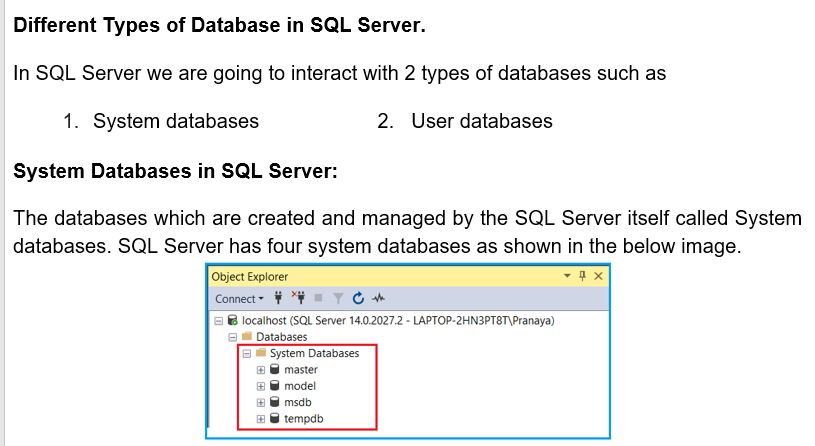 Different Types of Database in SQL Server.
In SQL Server we are going to interact with 2 types of databases such as
1. System databases 2. User databases
System Databases in SQL Server:
The databases which are created and managed by the SQL Server itself called System
databases. SQL Server has four system databases as shown in the below image.
Object Explorer
Connect
localhost (SQL Server 14.0.2027.2 - LAPTOP-2HN3PT8T\Pranaya)
Databases
System Databases
master
model
msdb
tempdb